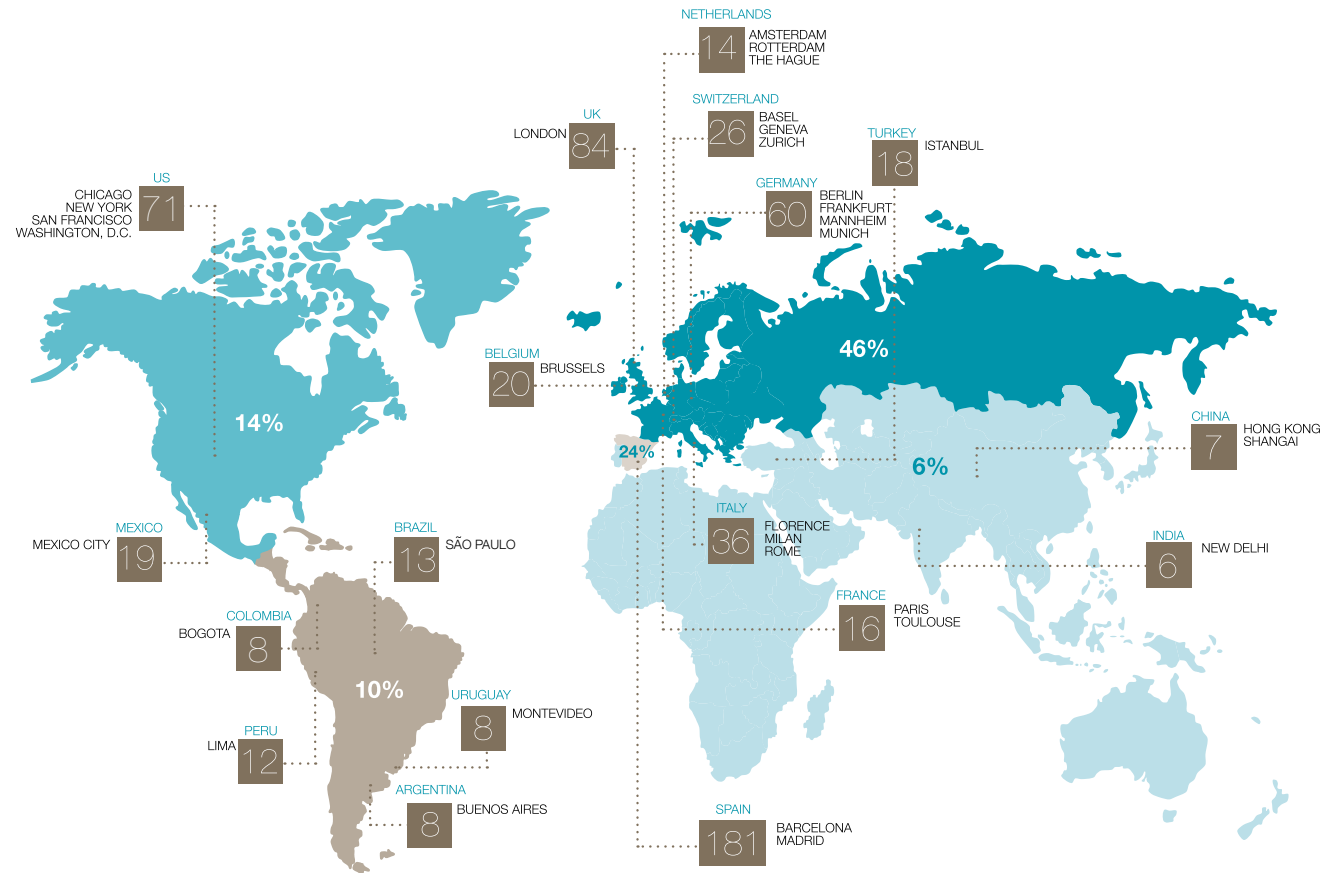 NETHERLANDS
14
AMSTERDAM
ROTTERDAM
THE HAGUE
SWITZERLAND
26
BASEL
GENEVA
ZURICH
UK
LONDON
84
TURKEY
18
ISTANBUL
US
CHICAGO
NEW YORK
SAN FRANCISCO
WASHINGTON, D.C.
71
GERMANY
60
BERLIN
FRANKFURT
MANNHEIM
MUNICH
46%
BELGIUM
20
BRUSSELS
14%
24%
6%
CHINA
7
HONG KONG
SHANGAI
MEXICO
MEXICO CITY
19
BRAZIL
13
SÃO PAULO
ITALY
36
FLORENCE
MILAN
ROME
INDIA
6
NEW DELHI
COLOMBIA
BOGOTA
8
FRANCE
16
PARIS
TOULOUSE
10%
URUGUAY
8
MONTEVIDEO
PERU
LIMA
12
ARGENTINA
8
BUENOS AIRES
SPAIN
181
BARCELONA
MADRID